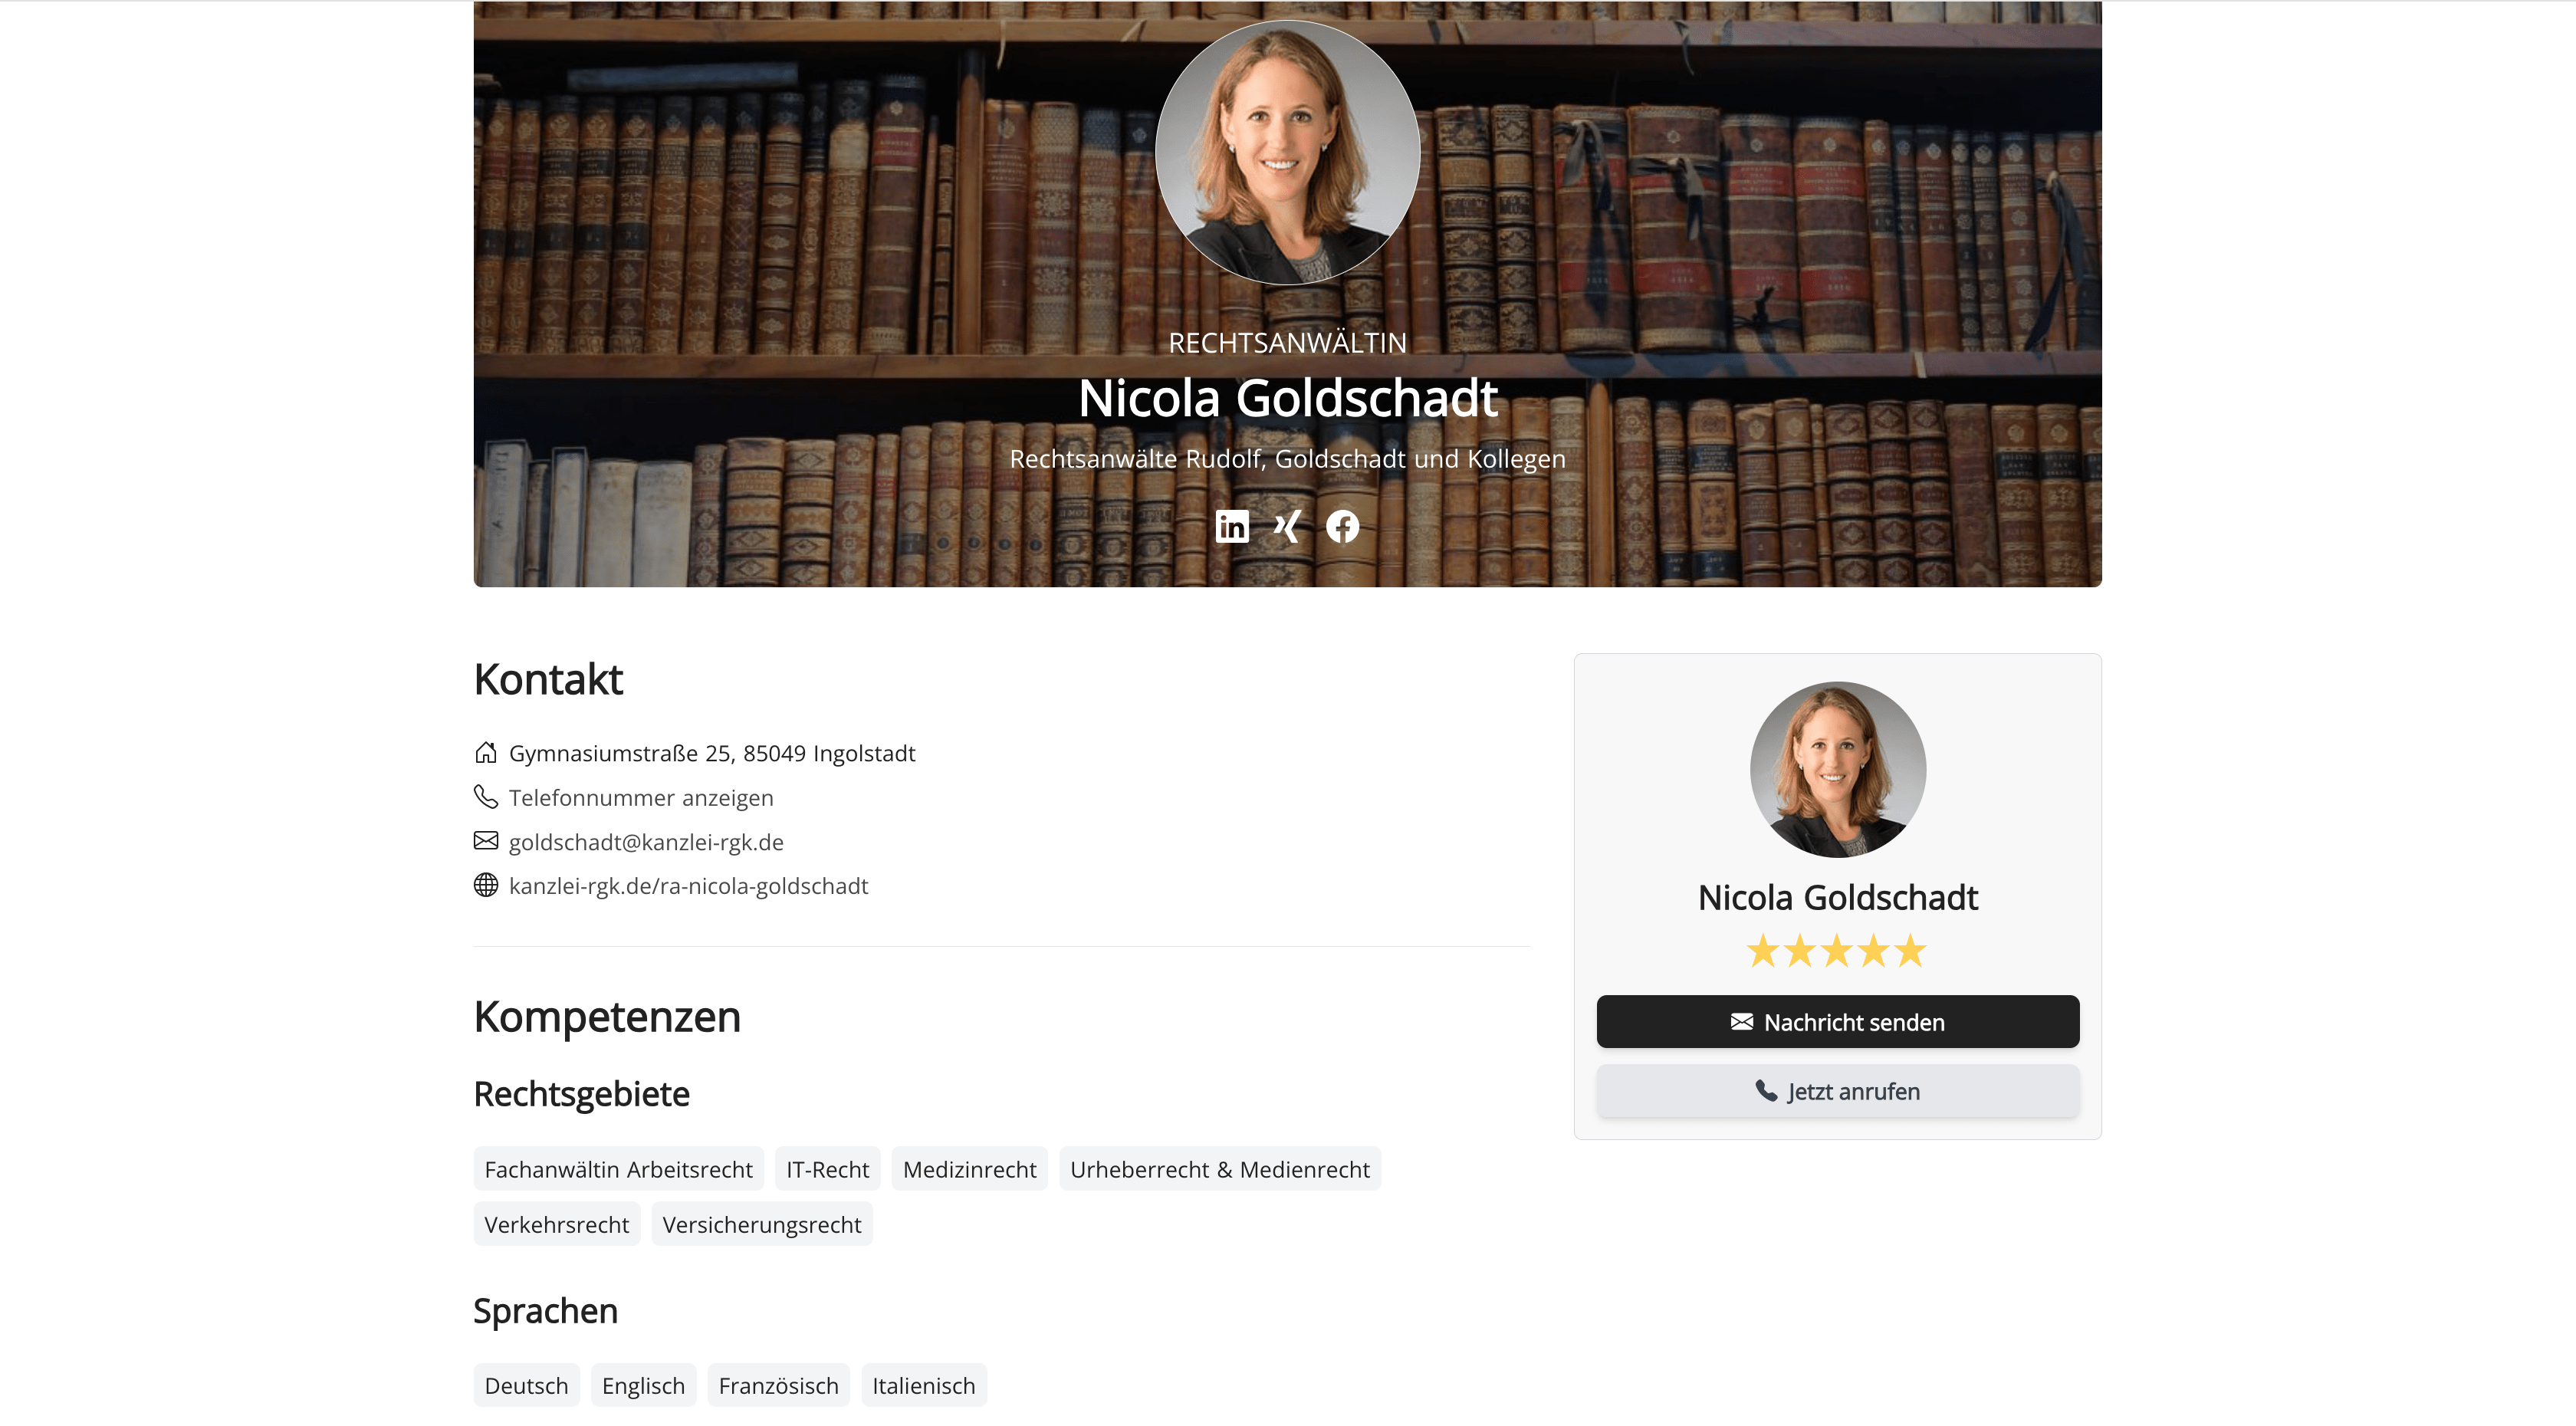 RECHTSANWÄLTIN
Nicola Goldschadt
Rechtsanwälte Rudolf, Goldschadt und Kollegen
Kontakt
Gymnasiumstraße 25, 85049 Ingolstadt
Telefonnummer anzeigen
goldschadt@kanzlei-rgk.de
kanzlei-rgk.de/ra-nicola-goldschadt
Kompetenzen
Rechtsgebiete
Fachanwältin Arbeitsrecht IT-Recht Medizinrecht Urheberrecht & Medienrecht
Verkehrsrecht Versicherungsrecht
Sprachen
Deutsch Englisch Französisch Italienisch
Nicola Goldschadt
Nachricht senden
Jetzt anrufen